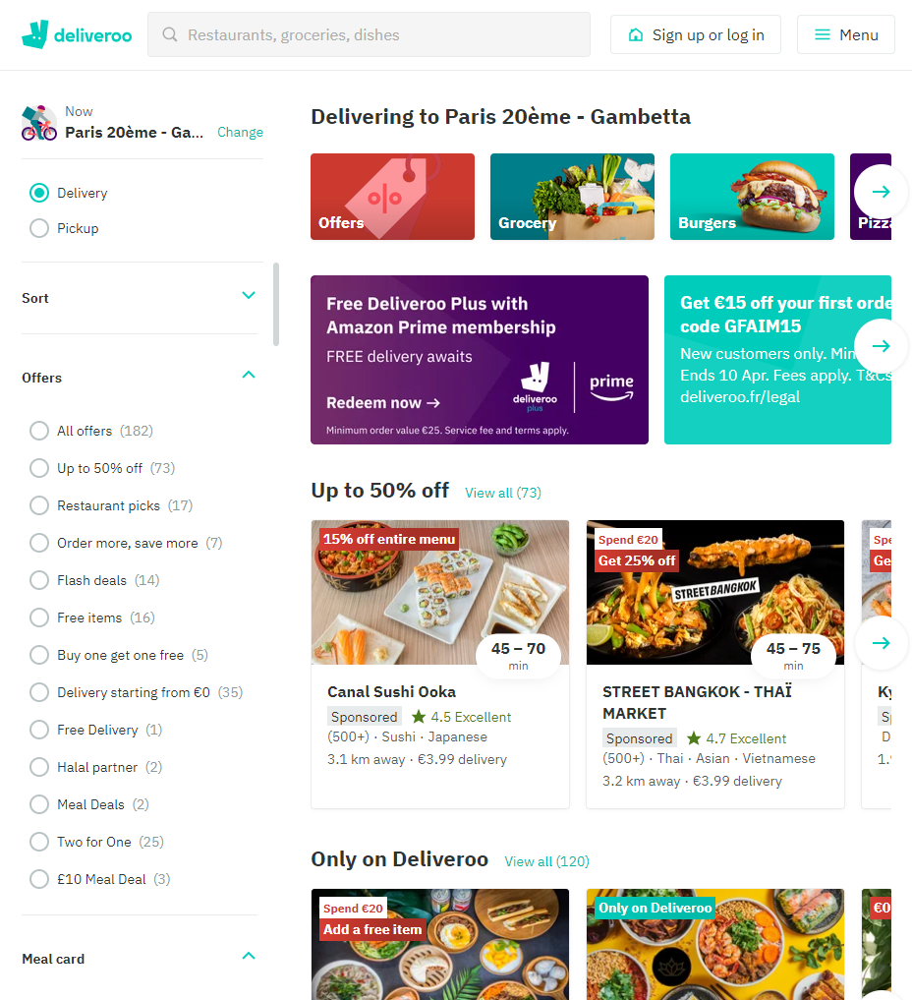 deliveroo
Restaurants, groceries, dishes
Sign up or log in
Menu
Now
Paris 20ème - Ga...
Change
Delivery
Pickup
Sort
Offers
All offers (182)
Up to 50% off (73)
Restaurant picks (17)
Order more, save more (7)
Flash deals (14)
Free items (16)
Buy one get one free (5)
Delivery starting from €0 (35)
Free Delivery (1)
Halal partner (2)
Meal Deals (2)
Two for One (25)
£10 Meal Deal (3)
Meal card
Delivering to Paris 20ème - Gambetta
Offers
Grocery
Burgers
Pizza
Free Deliveroo Plus with
Amazon Prime membership
FREE delivery awaits
Redeem now →
deliveroo
plus
prime
Minimum order value €25. Service fee and terms apply.
Get €15 off your first orde
code GFAIM15
New customers only. Min
Ends 10 Apr. Fees apply. T&Cs
deliveroo.fr/legal
Up to 50% off
View all (73)
15% off entire menu
45 – 70
min
Canal Sushi Ooka
Sponsored 4.5 Excellent
(500+) · Sushi · Japanese
3.1 km away · €3.99 delivery
Spend €20
Get 25% off
STREET BANGKOK
45 – 75
min
STREET BANGKOK - THAÏ
MARKET
Sponsored 4.7 Excellent
(500+) · Thai · Asian · Vietnamese
3.2 km away · €3.99 delivery
Spe
Ge
Ky
Sp
D
1.
Only on Deliveroo
View all (120)
Spend €20
Add a free item
Only on Deliveroo
€0